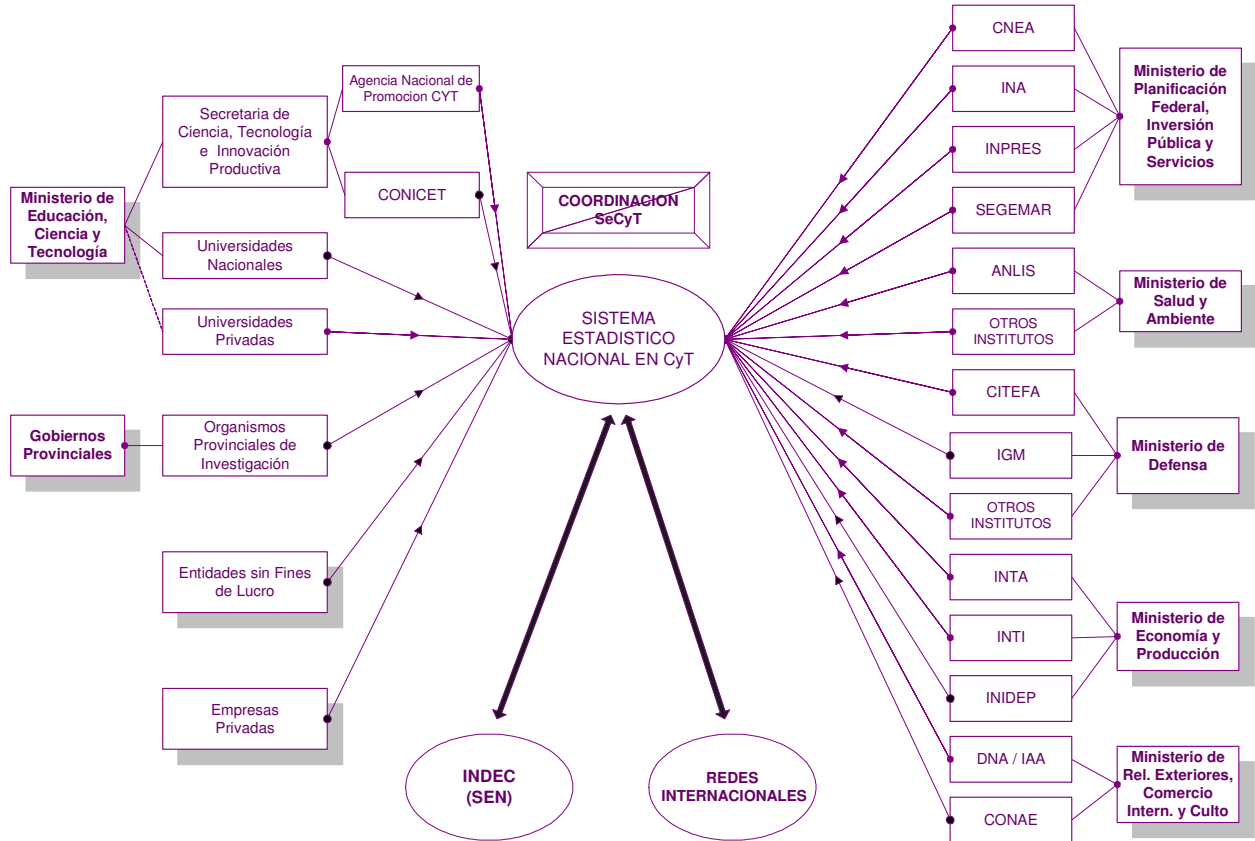 Agencia Nacional de
Promocion CYT
Secretaria de
Ciencia, Tecnología
e Innovación
Productiva
CONICET
Ministerio de
Educación,
Ciencia y
Tecnología
Universidades
Nacionales
Universidades
Privadas
Gobiernos
Provinciales
Organismos
Provinciales de
Investigación
Entidades sin Fines
de Lucro
Empresas
Privadas
COORDINACION
SeCyT
SISTEMA
ESTADISTICO
NACIONAL EN CyT
INDEC
(SEN)
REDES
INTERNACIONALES
CNEA
INA
INPRES
SEGEMAR
Ministerio de
Planificación
Federal,
Inversión
Pública y
Servicios
ANLIS
OTROS
INSTITUTOS
Ministerio de
Salud y
Ambiente
CITEFA
IGM
OTROS
INSTITUTOS
Ministerio de
Defensa
INTA
INTI
INIDEP
Ministerio de
Economía y
Producción
DNA / IAA
CONAE
Ministerio de
Rel. Exteriores,
Comercio
Intern. y Culto